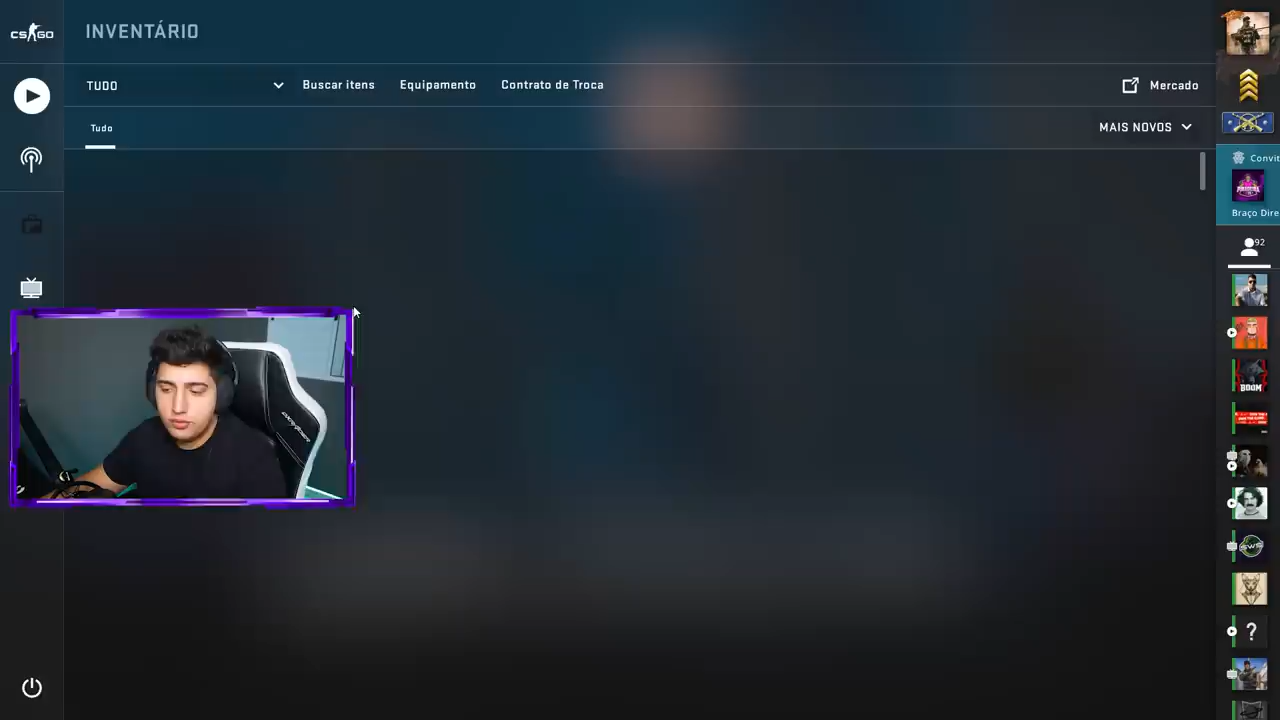 CS GO
INVENTÁRIO
TUDO
Buscar itens
Equipamento
Contrato de Troca
Mercado
Tudo
MAIS NOVOS
Convit
Braço Dire
92
BOOM
?